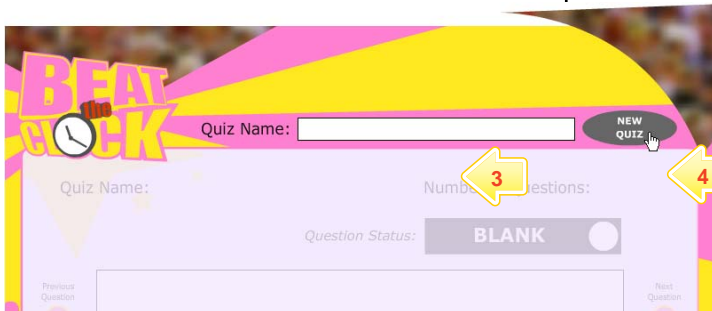 BEAT
the
CLOCK
Quiz Name:
NEW
QUIZ
3
4
Quiz Name:
Number Questions:
Question Status:
BLANK
Previous
Question
Next
Question